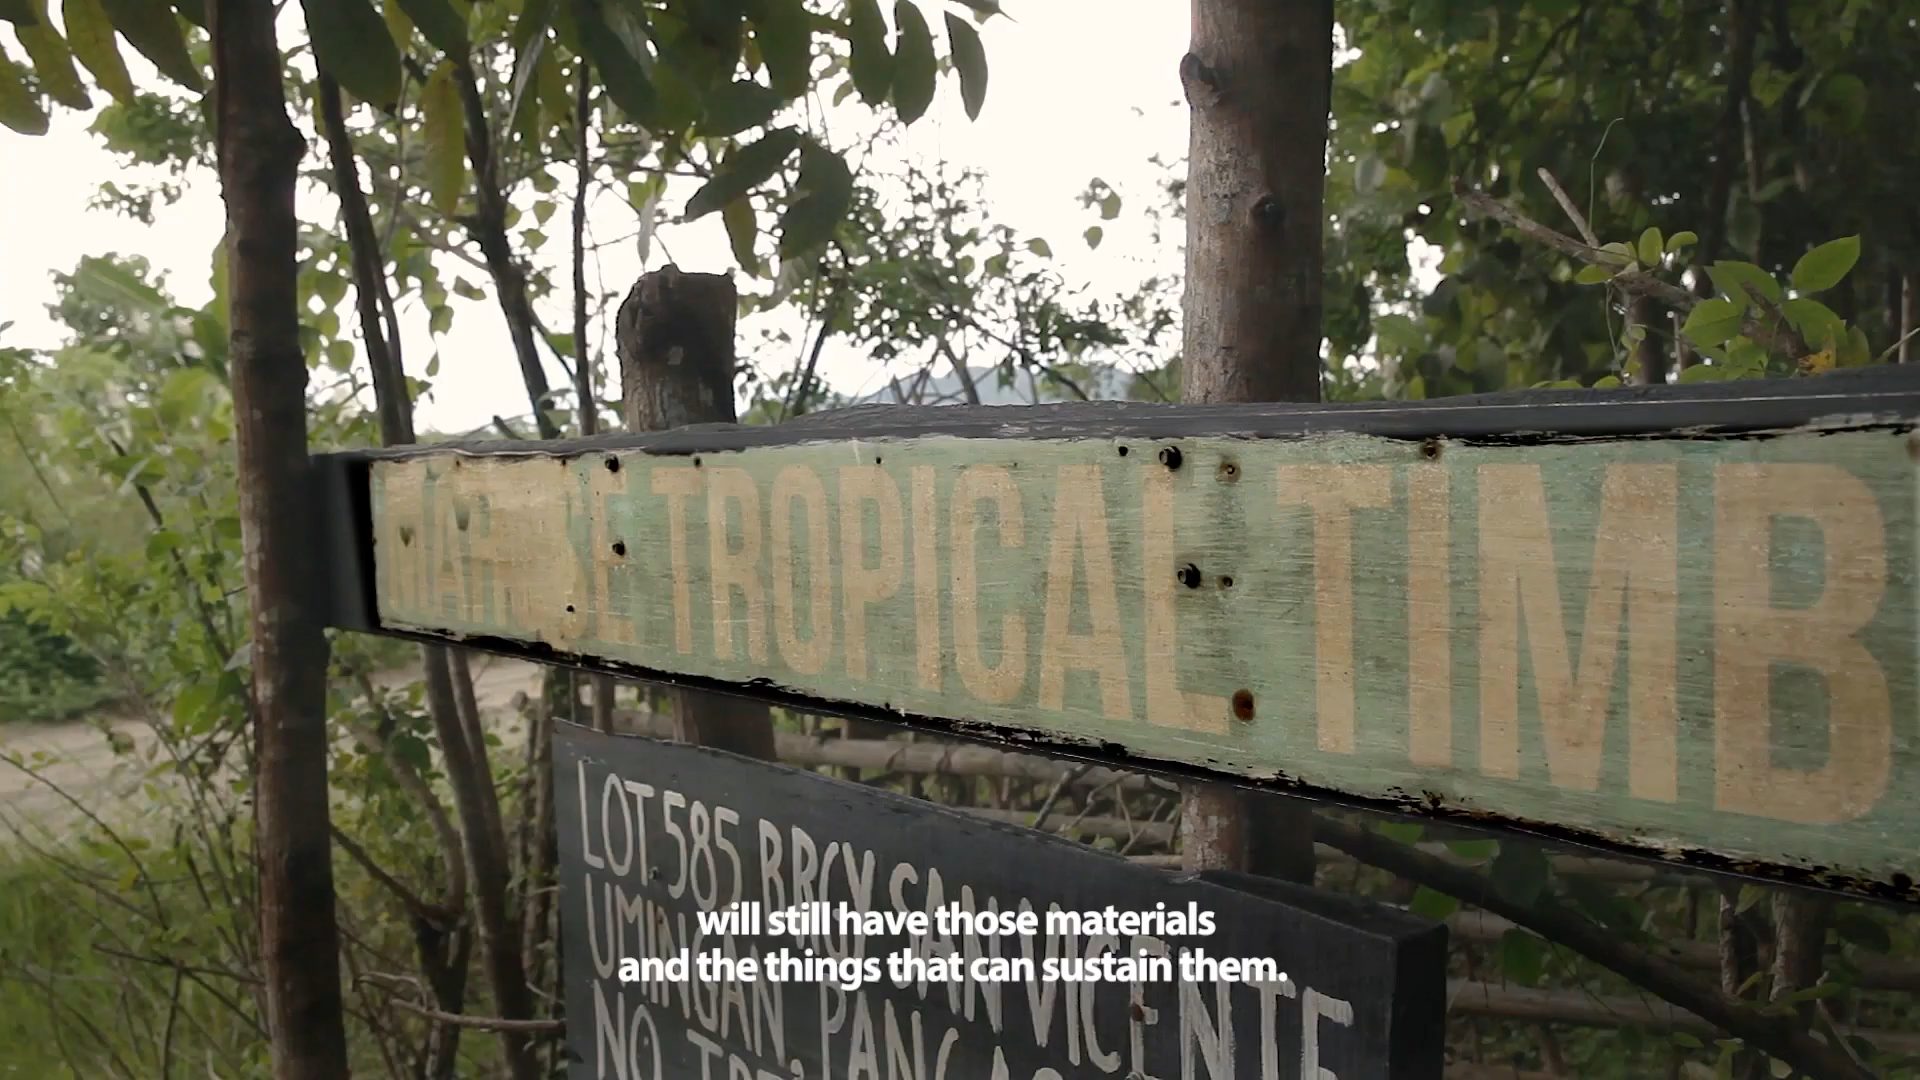 TROPICAL TIMB
LOT 585 BRGY SAN VICENTE
UMINGAN, PANGAS
NO
will still have those materials
and the things that can sustain them.